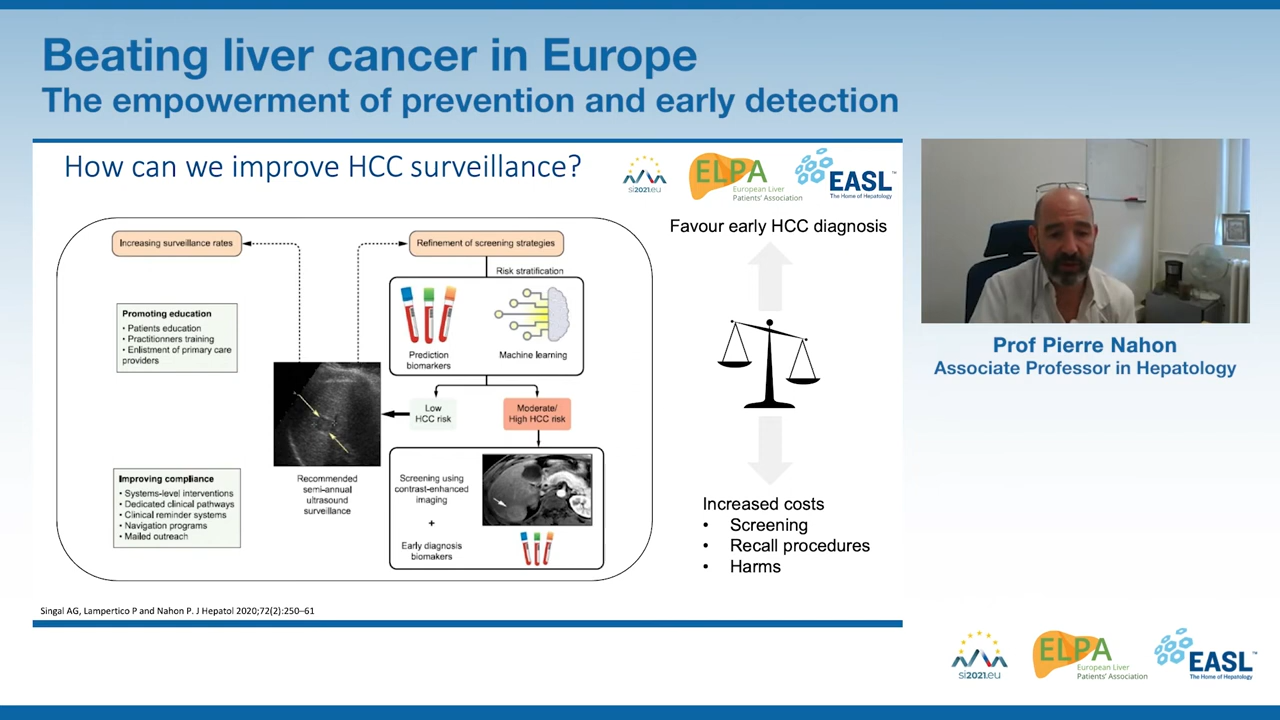 Beating liver cancer in Europe
The empowerment of prevention and early detection
How can we improve HCC surveillance?
si2021.eu
ELPA
European Liver
Patients' Association
EASL™
The Home of Hepatology
Increasing surveillance rates
Refinement of screening strategies
Risk stratification
Promoting education
• Patients education
• Practitionners training
• Enlistment of primary care
providers
Prediction
biomarkers
Machine learning
Low
HCC risk
Moderate/
High HCC risk
Improving compliance
• Systems-level interventions
• Dedicated clinical pathways
• Clinical reminder systems
• Navigation programs
• Mailed outreach
Recommended
semi-annual
ultrasound
surveillance
Screening using
contrast-enhanced
imaging
+
Early diagnosis
biomakers
Favour early HCC diagnosis
Increased costs
• Screening
• Recall procedures
• Harms
Singal AG, Lampertico P and Nahon P. J Hepatol 2020;72(2):250–61
Prof Pierre Nahon
Associate Professor in Hepatology
si2021.eu
ELPA
European Liver
Patients' Association
EASL™
The Home of Hepatology